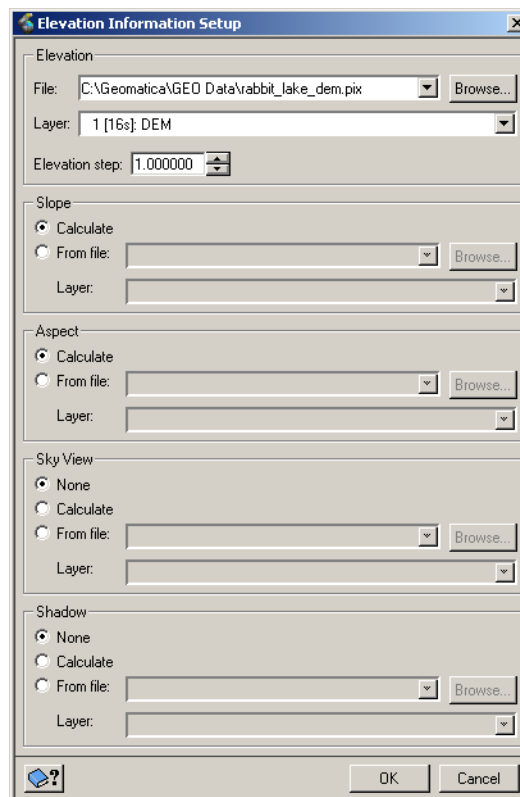 Elevation Information Setup
Elevation
File: C:\Geomatica\GEO Data\rabbit_lake_dem.pix Browse...
Layer: 1 [16s]: DEM
Elevation step: 1.000000
Slope
Calculate
From file: Browse...
Layer:
Aspect
Calculate
From file: Browse...
Layer:
Sky View
None
Calculate
From file: Browse...
Layer:
Shadow
None
Calculate
From file: Browse...
Layer:
? OK Cancel